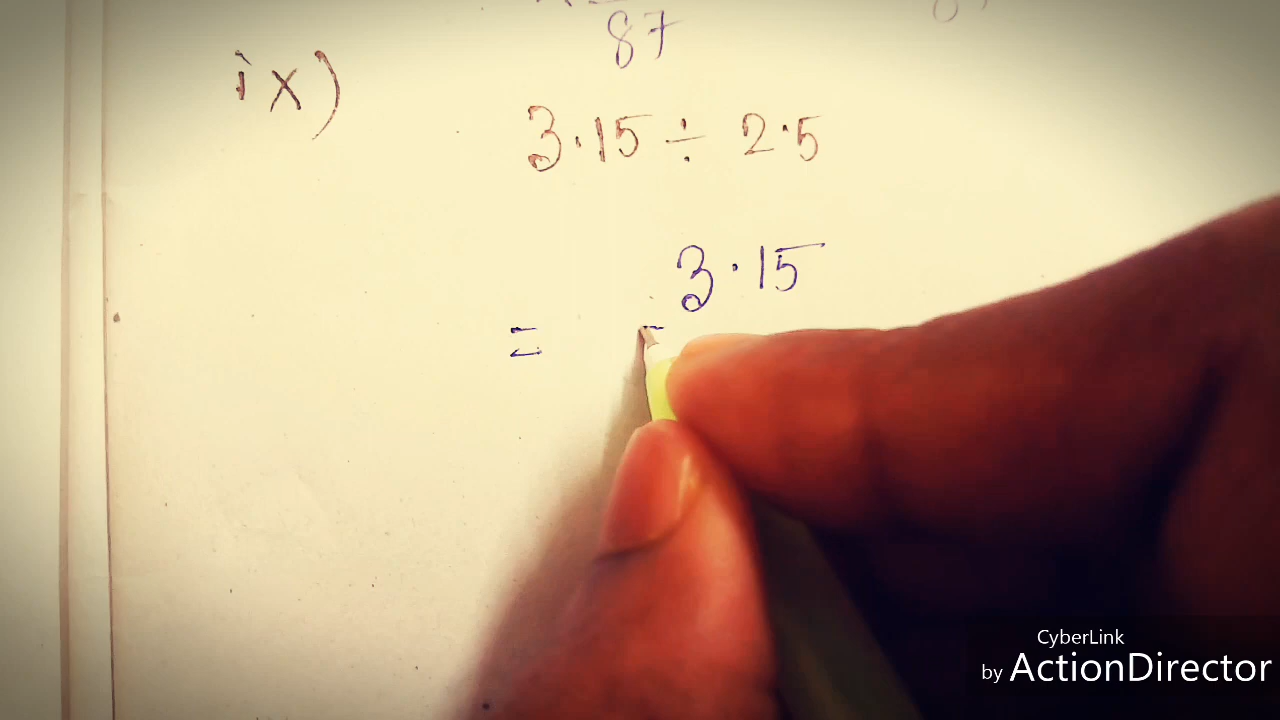 87
ix)
3·15 ÷ 2·5
3·15
=
CyberLink
by ActionDirector